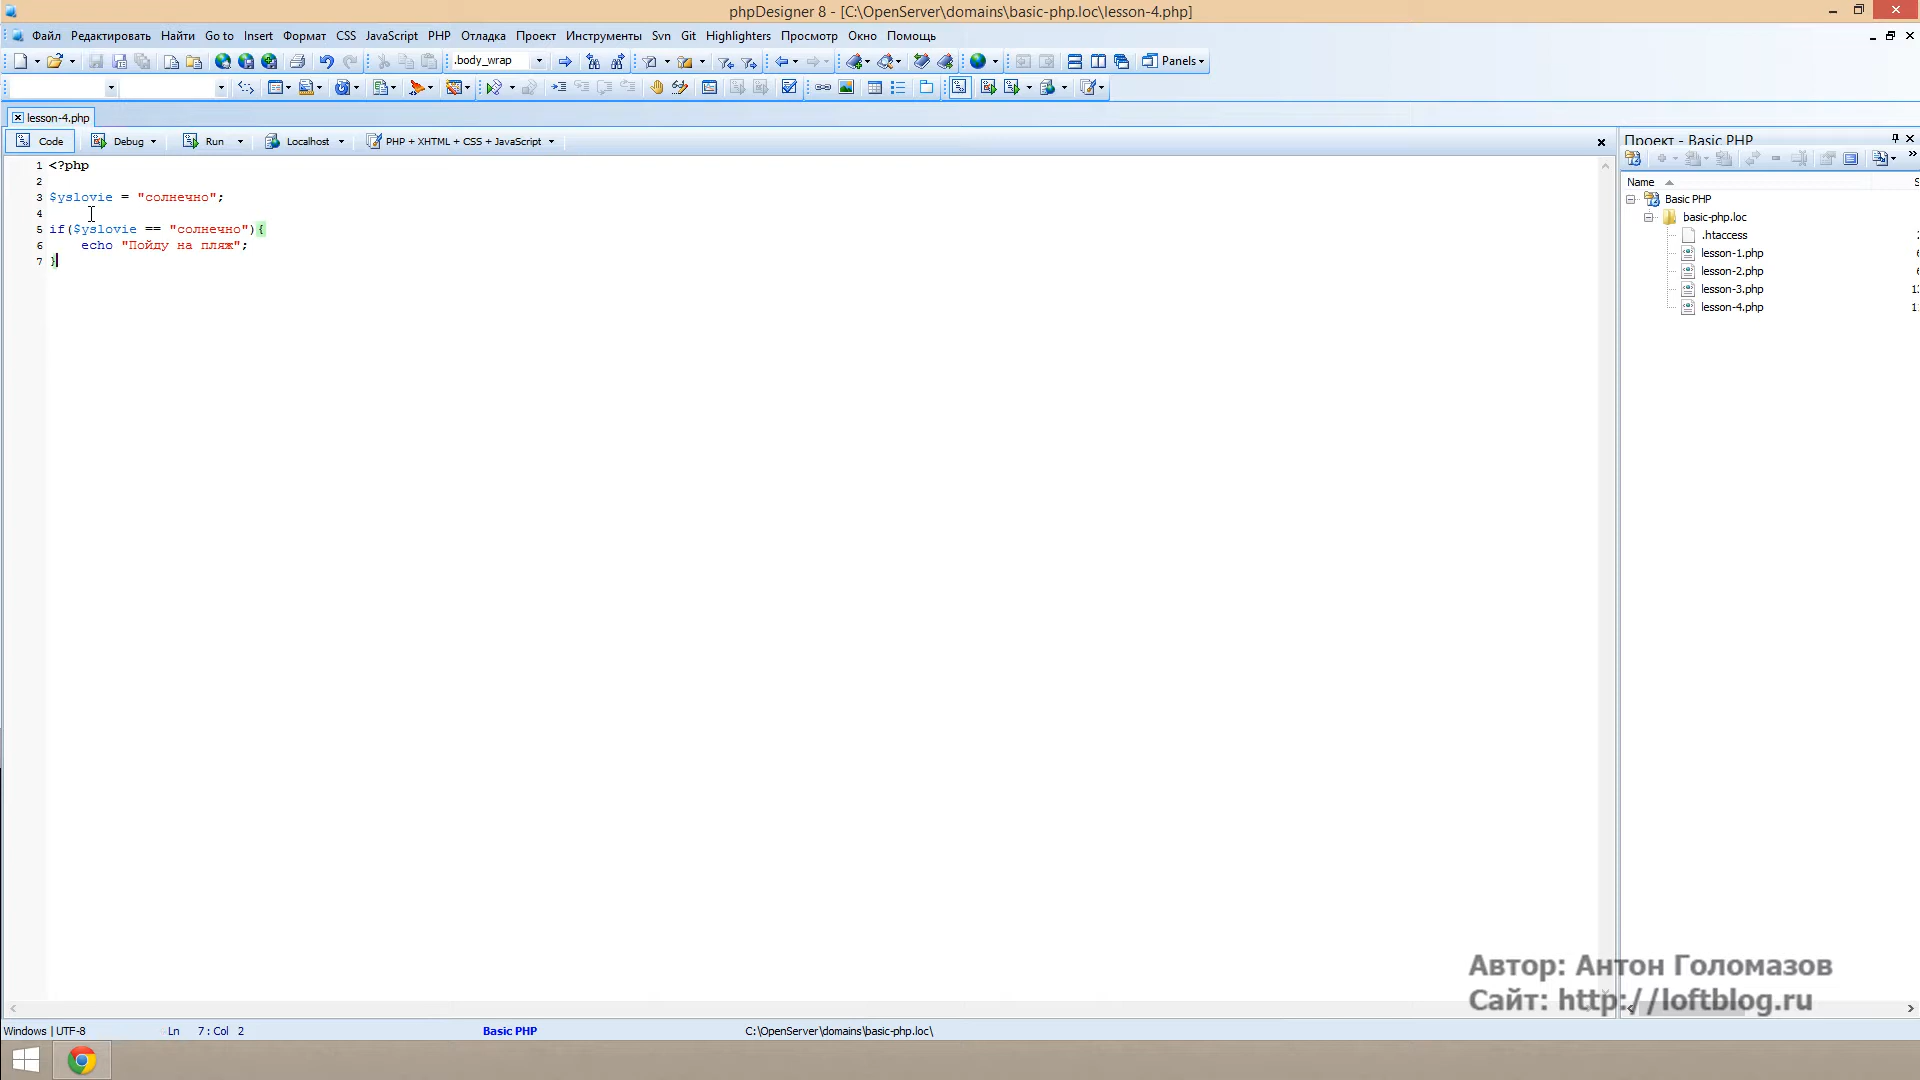 phpDesigner 8 - [C:\OpenServer\domains\basic-php.loc\lesson-4.php]
Файл Редактировать Найти Go to Insert Формат CSS JavaScript PHP Отладка Проект Инструменты Svn Git Highlighters Просмотр Окно Помощь
.body_wrap Panels
lesson-4.php
Code Debug Run Localhost PHP + XHTML + CSS + JavaScript
Проект - Basic PHP
Name
Basic PHP
basic-php.loc
.htaccess
lesson-1.php
lesson-2.php
lesson-3.php
lesson-4.php
1 <?php
2
3 $yslovie = "солнечно";
4
5 if($yslovie == "солнечно"){
6 echo "Пойду на пляж";
7 }
Автор: Антон Голомазов
Сайт: http://loftblog.ru
Windows | UTF-8 Ln 7 : Col 2 Basic PHP C:\OpenServer\domains\basic-php.loc\